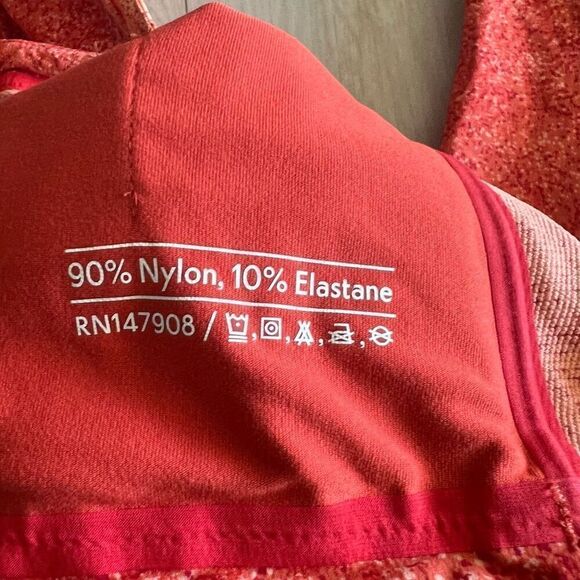 90% Nylon, 10% Elastane
RN147908 /